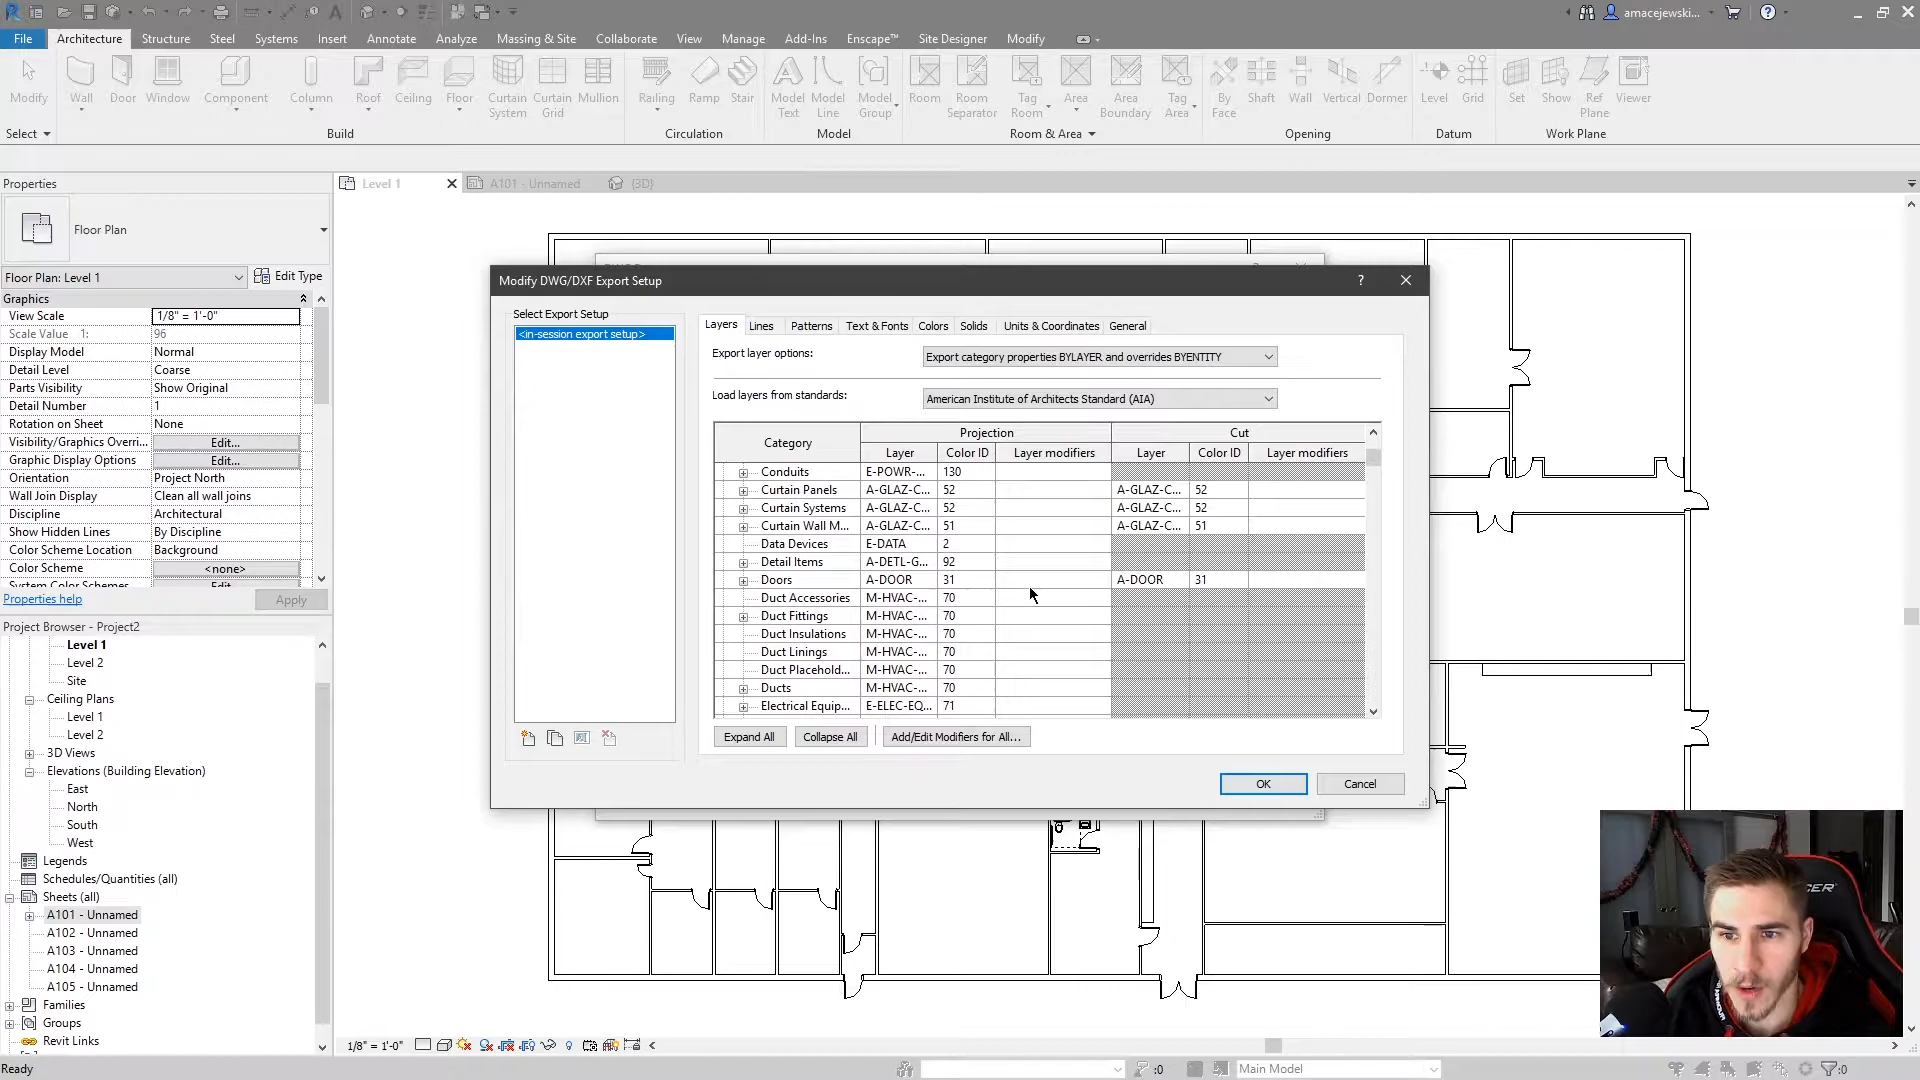 amacejewski...
File Architecture Structure Steel Systems Insert Annotate Analyze Massing & Site Collaborate View Manage Add-Ins Enscape™ Site Designer Modify
Modify Wall Door Window Component Column Roof Ceiling Floor Curtain System Curtain Grid Mullion Railing Ramp Stair Model Text Model Line Model Group Room Room Separator Tag Room Area Area Boundary Tag Area By Face Shaft Wall Vertical Dormer Level Grid Set Show Ref Plane Viewer
Select Build Circulation Model Room & Area Opening Datum Work Plane
Properties
Level 1 A101 - Unnamed {3D}
Floor Plan
Floor Plan: Level 1 Edit Type
Graphics
View Scale 1/8" = 1'-0"
Scale Value 1: 96
Display Model Normal
Detail Level Coarse
Parts Visibility Show Original
Detail Number 1
Rotation on Sheet None
Visibility/Graphics Overri... Edit...
Graphic Display Options Edit...
Orientation Project North
Wall Join Display Clean all wall joins
Discipline Architectural
Show Hidden Lines By Discipline
Color Scheme Location Background
Color Scheme <none>
System Color Schemes Edit
Properties help Apply
Project Browser - Project2
Level 1
Level 2
Site
Ceiling Plans
Level 1
Level 2
3D Views
Elevations (Building Elevation)
East
North
South
West
Legends
Schedules/Quantities (all)
Sheets (all)
A101 - Unnamed
A102 - Unnamed
A103 - Unnamed
A104 - Unnamed
A105 - Unnamed
Families
Groups
Revit Links
Modify DWG/DXF Export Setup
Select Export Setup
<in-session export setup>
Layers Lines Patterns Text & Fonts Colors Solids Units & Coordinates General
Export layer options: Export category properties BYLAYER and overrides BYENTITY
Load layers from standards: American Institute of Architects Standard (AIA)
Category Projection Cut
Layer Color ID Layer modifiers Layer Color ID Layer modifiers
Conduits E-POWR-... 130
Curtain Panels A-GLAZ-C... 52 A-GLAZ-C... 52
Curtain Systems A-GLAZ-C... 52 A-GLAZ-C... 52
Curtain Wall M... A-GLAZ-C... 51 A-GLAZ-C... 51
Data Devices E-DATA 2
Detail Items A-DETL-G... 92
Doors A-DOOR 31 A-DOOR 31
Duct Accessories M-HVAC-... 70
Duct Fittings M-HVAC-... 70
Duct Insulations M-HVAC-... 70
Duct Linings M-HVAC-... 70
Duct Placehold... M-HVAC-... 70
Ducts M-HVAC-... 70
Electrical Equip... E-ELEC-EQ... 71
Expand All Collapse All Add/Edit Modifiers for All...
OK Cancel
1/8" = 1'-0"
Ready :0 Main Model :0